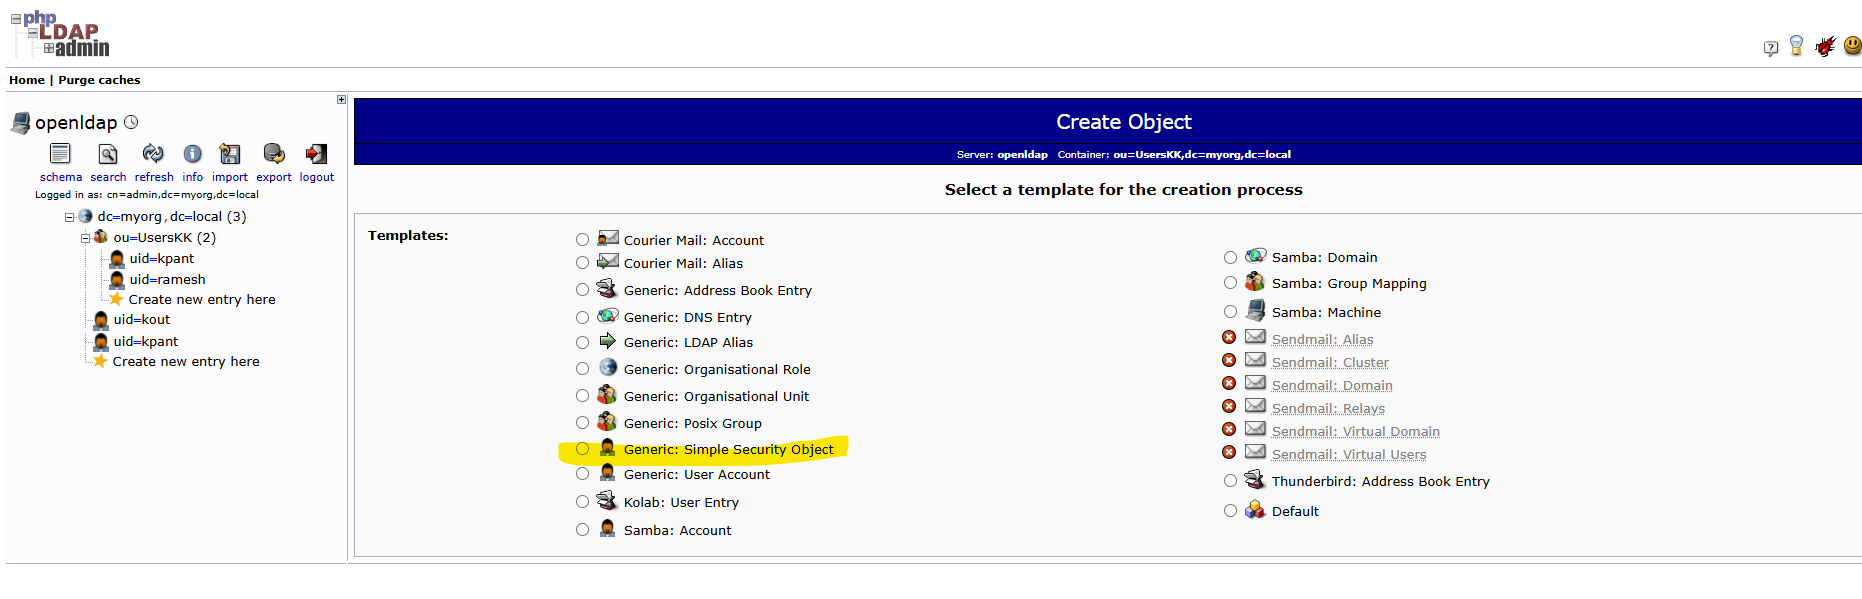 php
LDAP
admin
Home | Purge caches
openldap
schema search refresh info import export logout
Logged in as: cn=admin,dc=myorg,dc=local
dc=myorg,dc=local (3)
ou=UsersKK (2)
uid=kpant
uid=ramesh
Create new entry here
uid=kout
uid=kpant
Create new entry here
Create Object
Server: openldap Container: ou=UsersKK,dc=myorg,dc=local
Select a template for the creation process
Templates:
Courier Mail: Account
Courier Mail: Alias
Generic: Address Book Entry
Generic: DNS Entry
Generic: LDAP Alias
Generic: Organisational Role
Generic: Organisational Unit
Generic: Posix Group
Generic: Simple Security Object
Generic: User Account
Kolab: User Entry
Samba: Account
Samba: Domain
Samba: Group Mapping
Samba: Machine
Sendmail: Alias
Sendmail: Cluster
Sendmail: Domain
Sendmail: Relays
Sendmail: Virtual Domain
Sendmail: Virtual Users
Thunderbird: Address Book Entry
Default